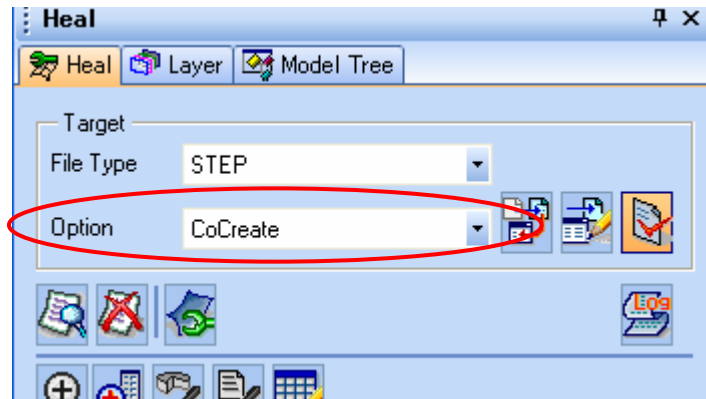 Heal
Heal Layer Model Tree
Target
File Type STEP
Option CoCreate
Log